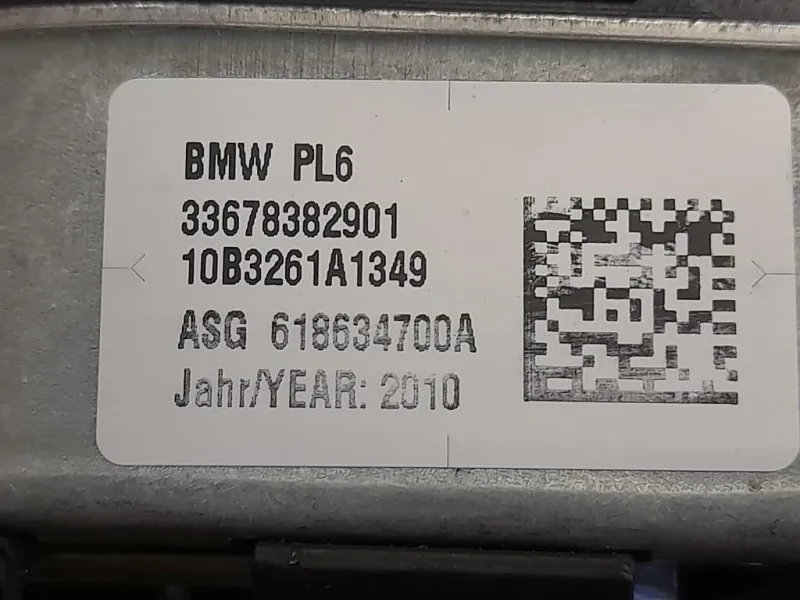 BMW PL6
33678382901
10B3261A1349
ASG 618634700A
Jahr/YEAR: 2010